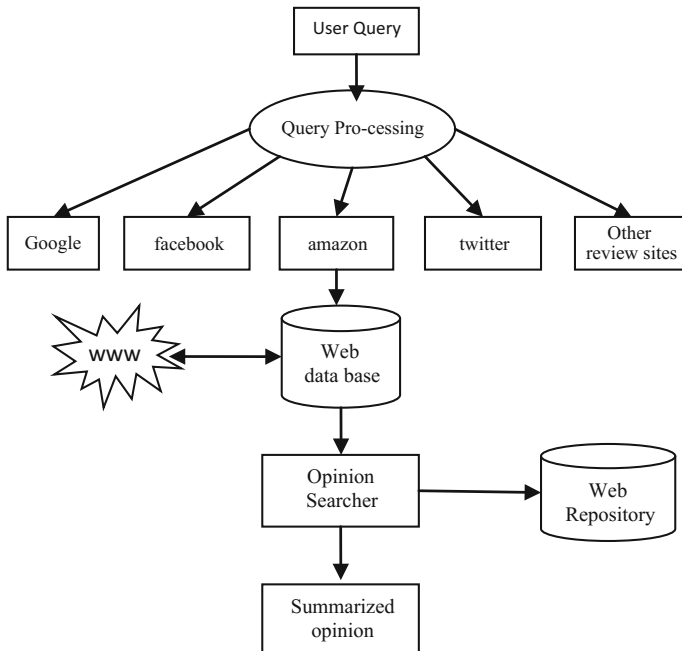 User Query
Query Pro-cessing
Google
facebook
amazon
twitter
Other
review sites
www
Web
data base
Opinion
Searcher
Web
Repository
Summarized
opinion